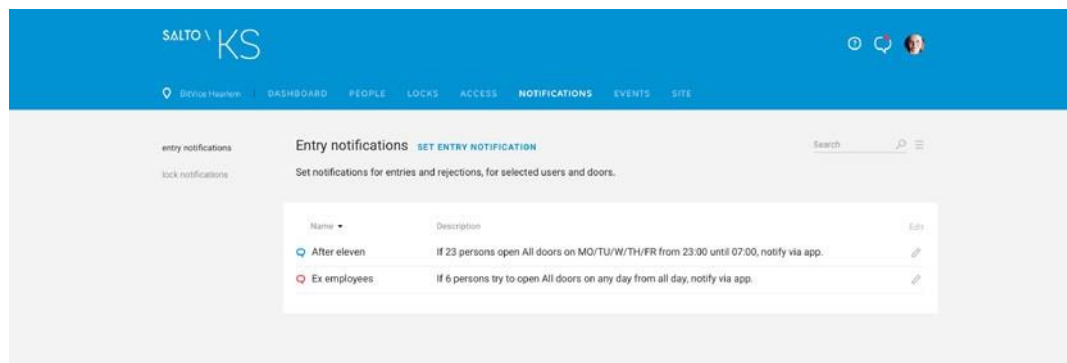 SALTO \ KS
BitVice Haarlem DASHBOARD PEOPLE LOCKS ACCESS NOTIFICATIONS EVENTS SITE
entry notifications
lock notifications
Entry notifications SET ENTRY NOTIFICATION
Search
Set notifications for entries and rejections, for selected users and doors.
Name Description Edit
After eleven If 23 persons open All doors on MO/TU/W/TH/FR from 23:00 until 07:00, notify via app.
Ex employees If 6 persons try to open All doors on any day from all day, notify via app.